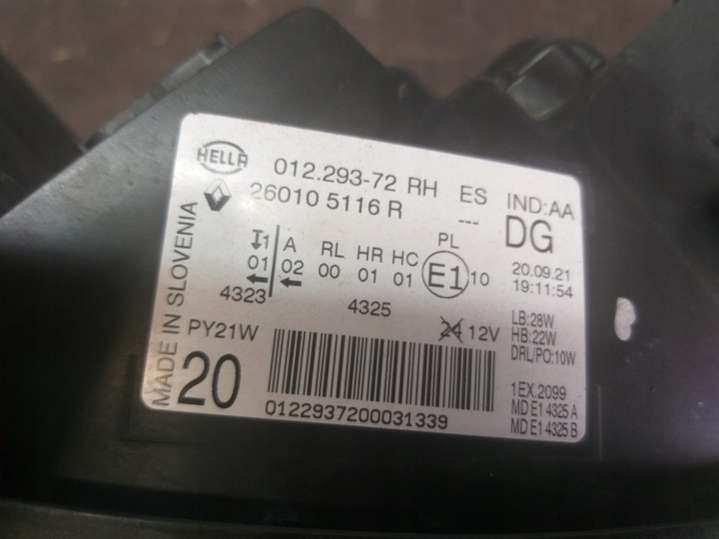 HELLA
012.293-72 RH ES IND:AA
26010 5116 R --- DG
20.09.21
19:11:54
1 A RL HR HC PL
01 02 00 01 01 E1 10
4323 4325
MADE IN SLOVENIA
PY21W
24 12V
LB:28W
HB:22W
DRL/PO:10W
20
1EX.2099
MD E1 4325 A
MD E1 4325 B
0122937200031339